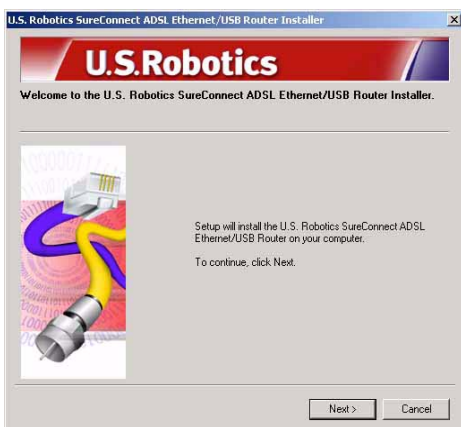 U.S. Robotics SureConnect ADSL Ethernet/USB Router Installer
U.S.Robotics
Welcome to the U.S. Robotics SureConnect ADSL Ethernet/USB Router Installer.
Setup will install the U.S. Robotics SureConnect ADSL
Ethernet/USB Router on your computer.
To continue, click Next.
Next >
Cancel